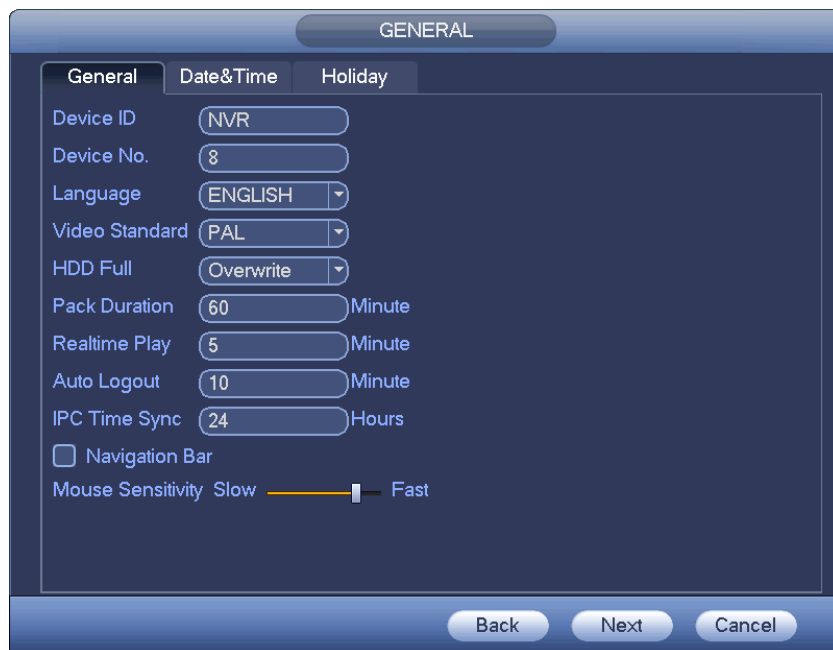 GENERAL
General Date&Time Holiday
Device ID NVR
Device No. 8
Language ENGLISH
Video Standard PAL
HDD Full Overwrite
Pack Duration 60 Minute
Realtime Play 5 Minute
Auto Logout 10 Minute
IPC Time Sync 24 Hours
Navigation Bar
Mouse Sensitivity Slow Fast
Back Next Cancel